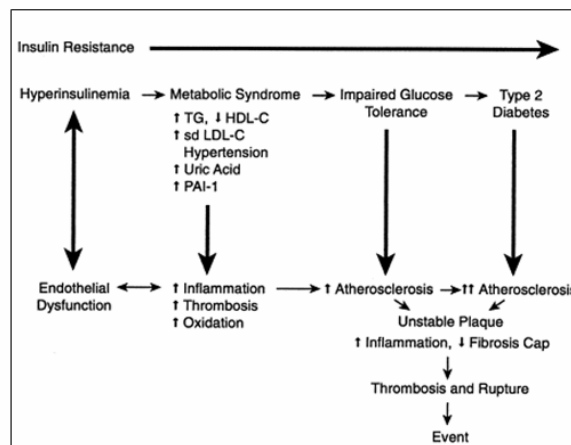 Insulin Resistance
Hyperinsulinemia → Metabolic Syndrome → Impaired Glucose → Type 2
Tolerance Diabetes
↑ TG, ↓ HDL-C
↑ sd LDL-C
Hypertension
↑ Uric Acid
↑ PAI-1
Endothelial ↔ ↑ Inflammation → ↑ Atherosclerosis → ↑↑ Atherosclerosis
Dysfunction ↑ Thrombosis
↑ Oxidation
Unstable Plaque
↑ Inflammation, ↓ Fibrosis Cap
Thrombosis and Rupture
Event